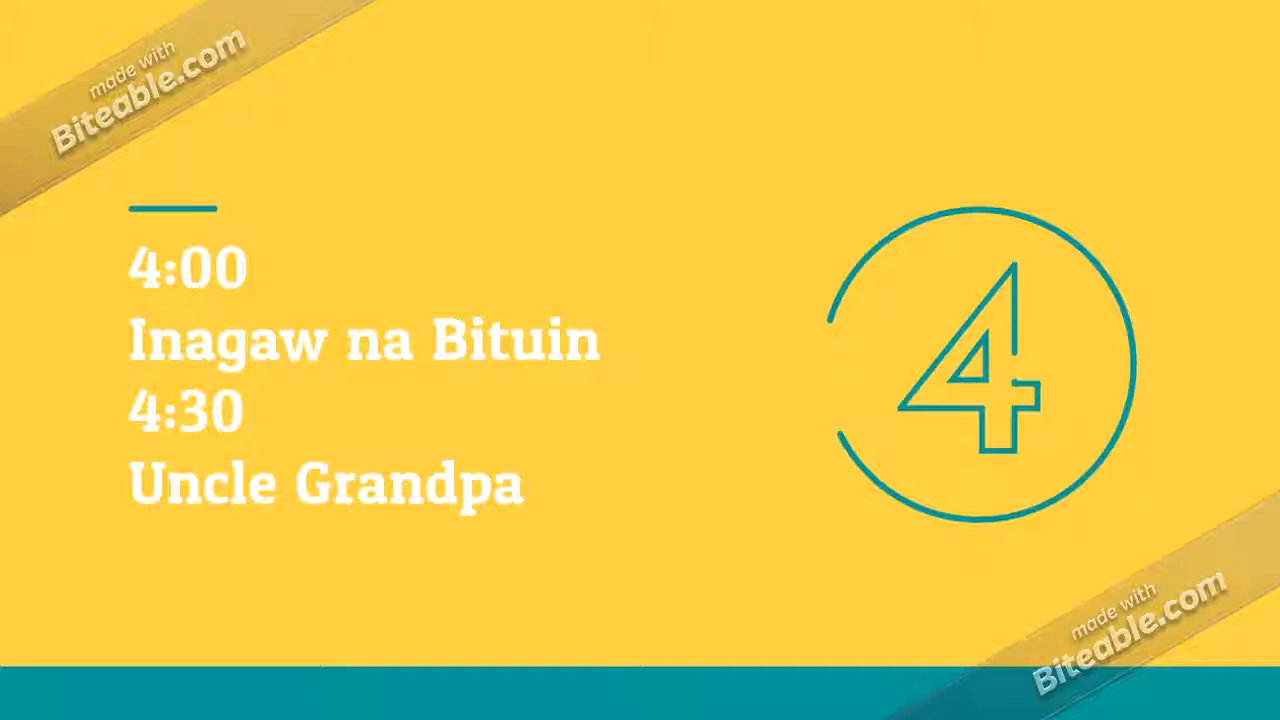 made with
Biteable.com
4:00
Inagaw na Bituin
4:30
Uncle Grandpa
4
made with
Biteable.com